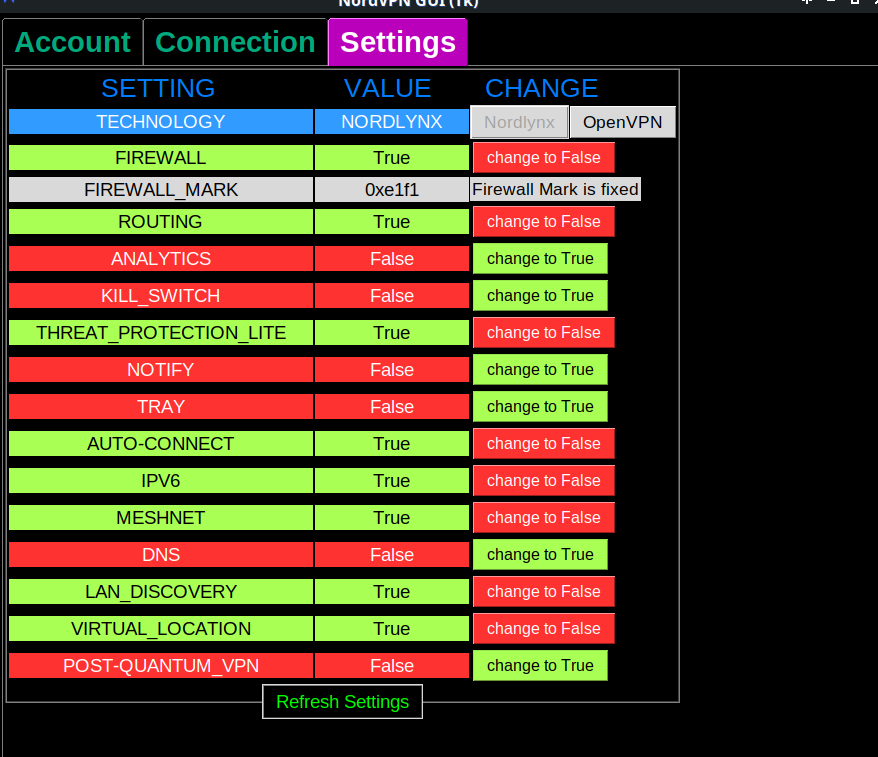 NordVPN GUI (Tk)
Account Connection Settings
SETTING VALUE CHANGE
TECHNOLOGY NORDLYNX Nordlynx OpenVPN
FIREWALL True change to False
FIREWALL_MARK 0xe1f1 Firewall Mark is fixed
ROUTING True change to False
ANALYTICS False change to True
KILL_SWITCH False change to True
THREAT_PROTECTION_LITE True change to False
NOTIFY False change to True
TRAY False change to True
AUTO-CONNECT True change to False
IPV6 True change to False
MESHNET True change to False
DNS False change to True
LAN_DISCOVERY True change to False
VIRTUAL_LOCATION True change to False
POST-QUANTUM_VPN False change to True
Refresh Settings